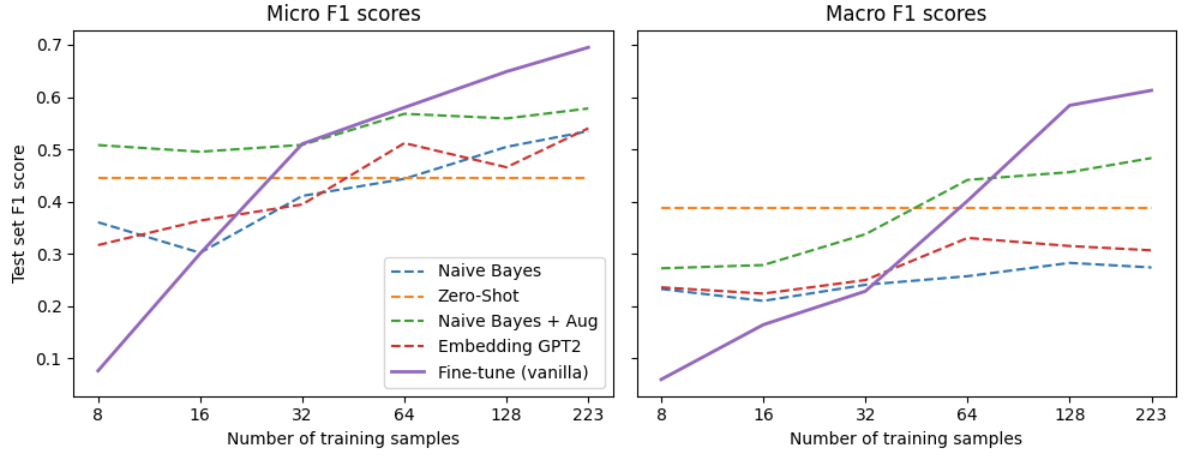 Micro F1 scores
Macro F1 scores
Test set F1 score
0.7
0.6
0.5
0.4
0.3
0.2
0.1
Naive Bayes
Zero-Shot
Naive Bayes + Aug
Embedding GPT2
Fine-tune (vanilla)
8 16 32 64 128 223
8 16 32 64 128 223
Number of training samples
Number of training samples